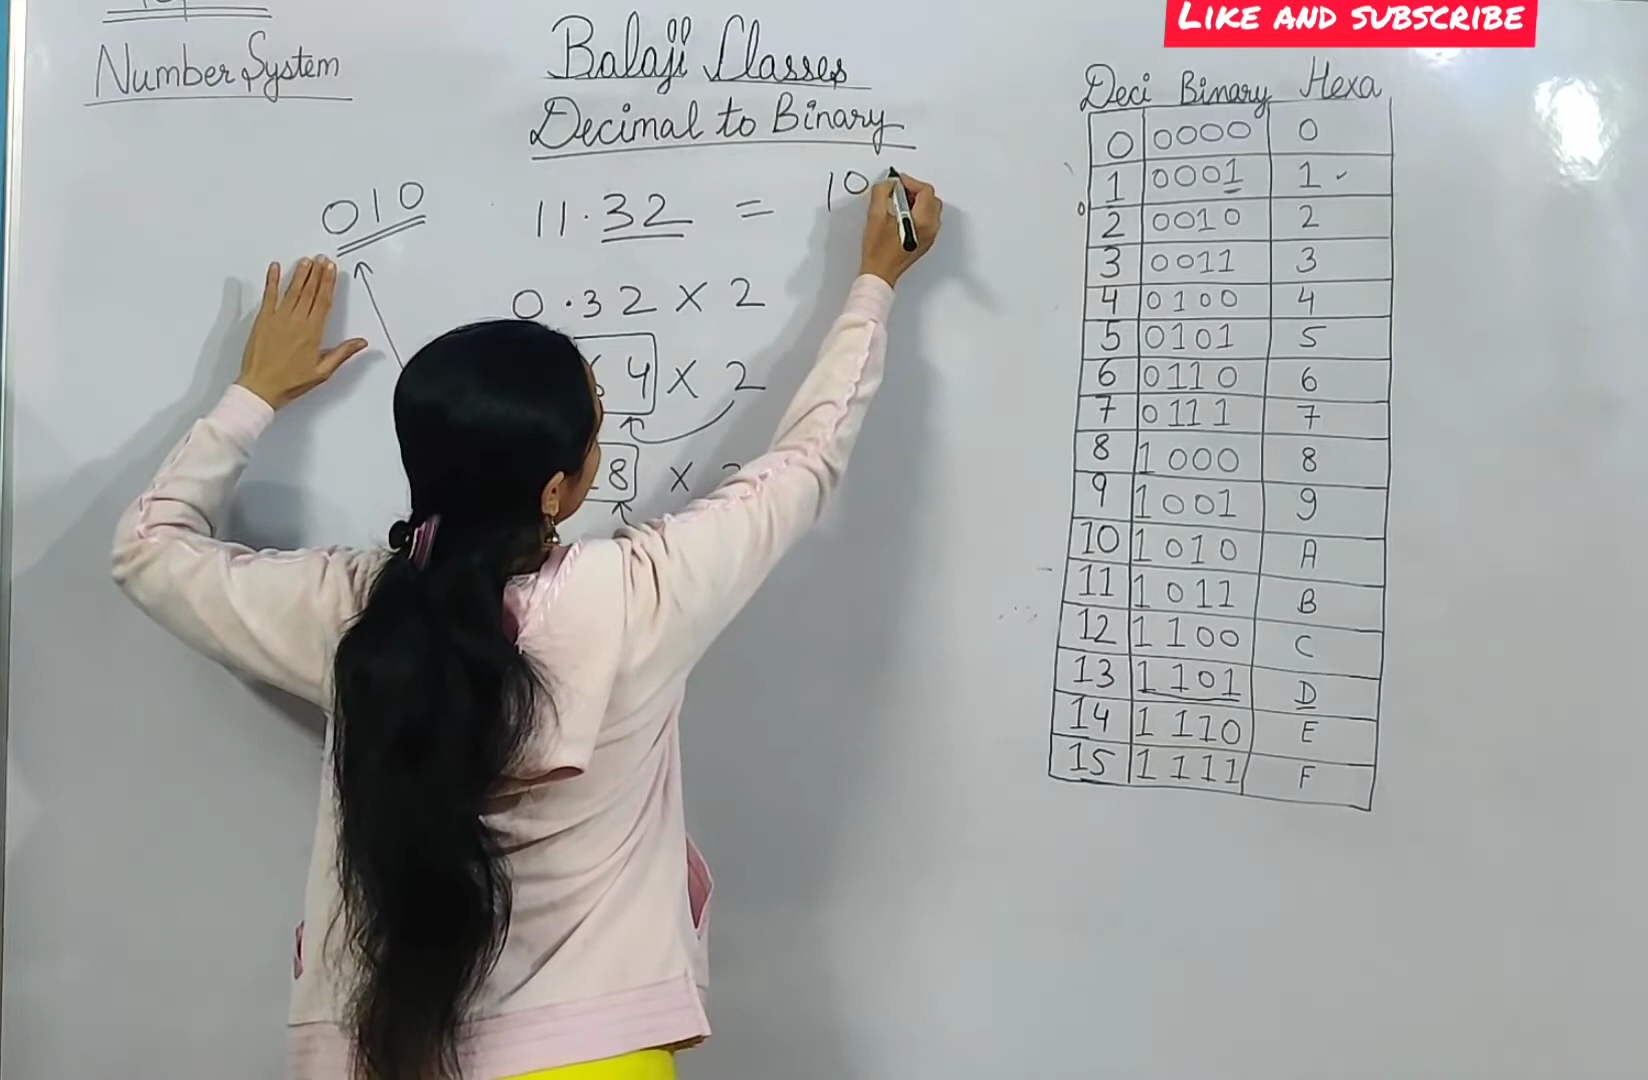 LIKE AND SUBSCRIBE
Number System
Balaji Classes
Decimal to Binary
010
11.32 = 10
0.32 X 2
4 X 2
8 X
Deci Binary Hexa
0 0000 0
1 0001 1
2 0010 2
3 0011 3
4 0100 4
5 0101 5
6 0110 6
7 0111 7
8 1000 8
9 1001 9
10 1010 A
11 1011 B
12 1100 C
13 1101 D
14 1110 E
15 1111 F